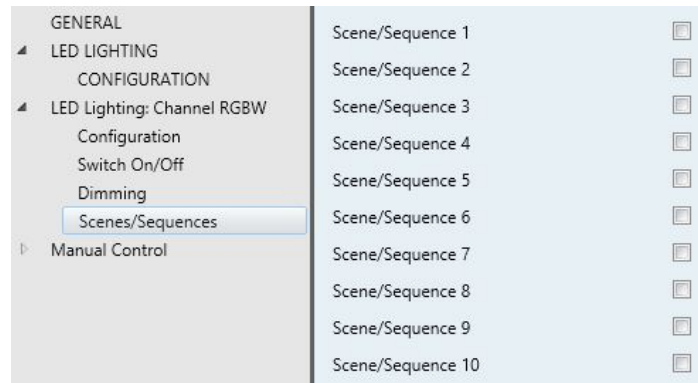 GENERAL
LED LIGHTING
CONFIGURATION
LED Lighting: Channel RGBW
Configuration
Switch On/Off
Dimming
Scenes/Sequences
Manual Control
Scene/Sequence 1
Scene/Sequence 2
Scene/Sequence 3
Scene/Sequence 4
Scene/Sequence 5
Scene/Sequence 6
Scene/Sequence 7
Scene/Sequence 8
Scene/Sequence 9
Scene/Sequence 10